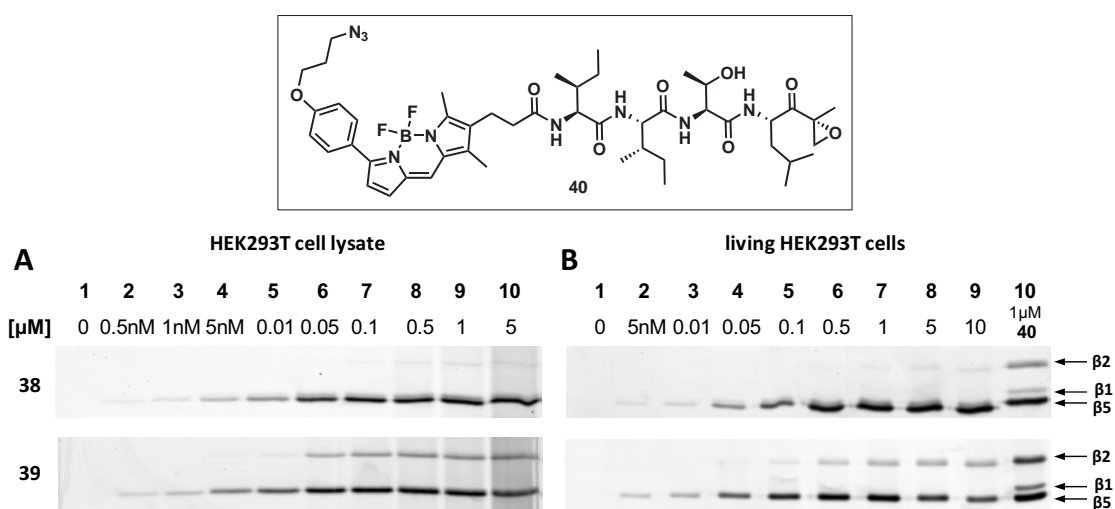 N₃
O
F
F
B
N
N
O
N
H
O
H
N
O
N
H
OH
O
H
N
O
O
40
HEK293T cell lysate
living HEK293T cells
A
B
1 2 3 4 5 6 7 8 9 10
[µM] 0 0.5nM 1nM 5nM 0.01 0.05 0.1 0.5 1 5
1 2 3 4 5 6 7 8 9 10
0 5nM 0.01 0.05 0.1 0.5 1 5 10 1µM
40
38
β2
β1
β5
39
β2
β1
β5